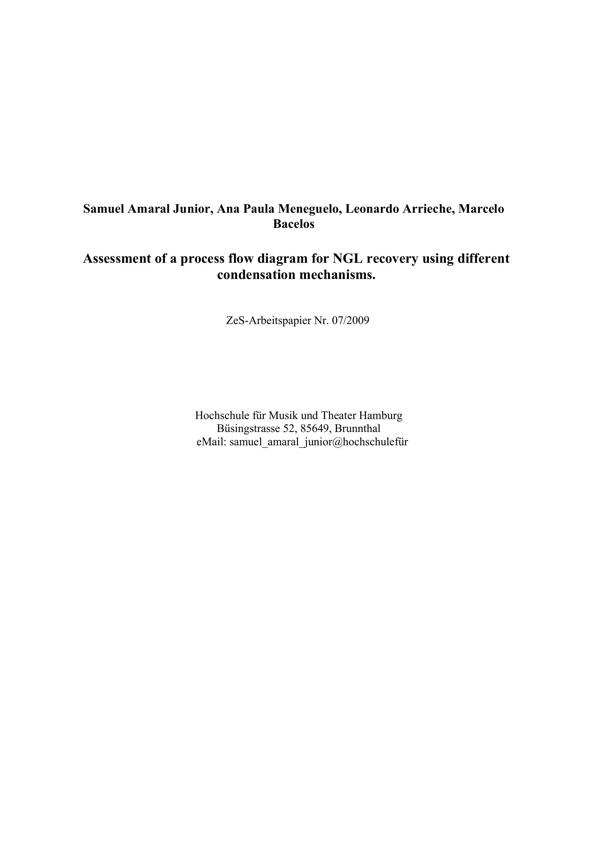 Samuel Amaral Junior, Ana Paula Meneguelo, Leonardo Arrieche, Marcelo
Bacelos
Assessment of a process flow diagram for NGL recovery using different
condensation mechanisms.
ZeS-Arbeitspapier Nr. 07/2009
Hochschule für Musik und Theater Hamburg
Büsingstrasse 52, 85649, Brunnthal
eMail: samuel_amaral_junior@hochschulefür